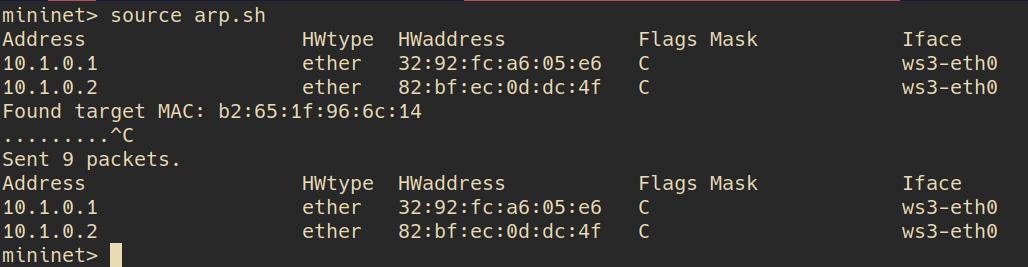 mininet> source arp.sh
Address                  HWtype  HWaddress           Flags Mask            Iface
10.1.0.1                 ether   32:92:fc:a6:05:e6   C                     ws3-eth0
10.1.0.2                 ether   82:bf:ec:0d:dc:4f   C                     ws3-eth0
Found target MAC: b2:65:1f:96:6c:14
.........^C
Sent 9 packets.
Address                  HWtype  HWaddress           Flags Mask            Iface
10.1.0.1                 ether   32:92:fc:a6:05:e6   C                     ws3-eth0
10.1.0.2                 ether   82:bf:ec:0d:dc:4f   C                     ws3-eth0
mininet>